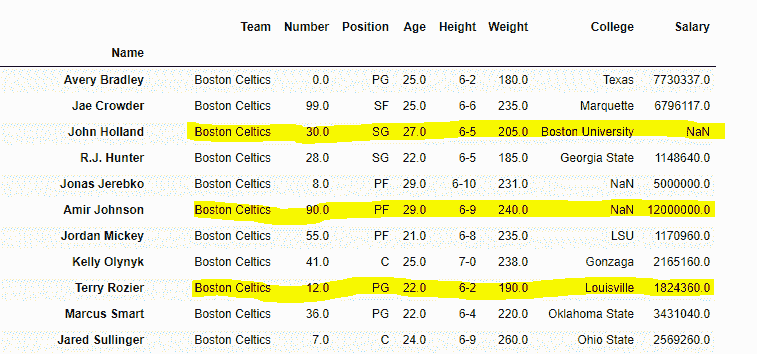 Team Number Position Age Height Weight College Salary
Name
Avery Bradley Boston Celtics 0.0 PG 25.0 6-2 180.0 Texas 7730337.0
Jae Crowder Boston Celtics 99.0 SF 25.0 6-6 235.0 Marquette 6796117.0
John Holland Boston Celtics 30.0 SG 27.0 6-5 205.0 Boston University NaN
R.J. Hunter Boston Celtics 28.0 SG 22.0 6-5 185.0 Georgia State 1148640.0
Jonas Jerebko Boston Celtics 8.0 PF 29.0 6-10 231.0 NaN 5000000.0
Amir Johnson Boston Celtics 90.0 PF 29.0 6-9 240.0 NaN 12000000.0
Jordan Mickey Boston Celtics 55.0 PF 21.0 6-8 235.0 LSU 1170960.0
Kelly Olynyk Boston Celtics 41.0 C 25.0 7-0 238.0 Gonzaga 2165160.0
Terry Rozier Boston Celtics 12.0 PG 22.0 6-2 190.0 Louisville 1824360.0
Marcus Smart Boston Celtics 36.0 PG 22.0 6-4 220.0 Oklahoma State 3431040.0
Jared Sullinger Boston Celtics 7.0 C 24.0 6-9 260.0 Ohio State 2569260.0